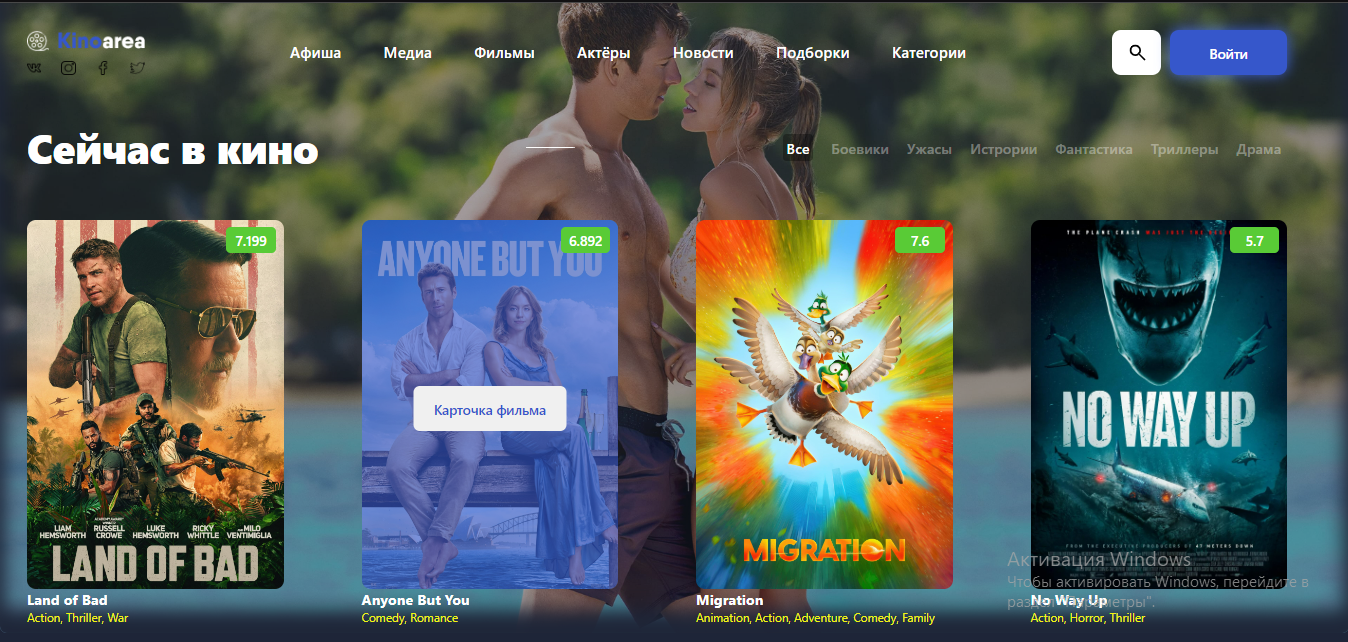 Kinoarea
Афиша Медиа Фильмы Актёры Новости Подборки Категории
Войти
Сейчас в кино
Все Боевики Ужасы Истрории Фантастика Триллеры Драма
7.199
LIAM HEMSWORTH RUSSELL CROWE LUKE HEMSWORTH RICKY WHITTLE MILO VENTIMIGLIA
LAND OF BAD
Land of Bad
Action, Thriller, War
6.892
ANYONE BUT YOU
Карточка фильма
Anyone But You
Comedy, Romance
7.6
MIGRATION
Migration
Animation, Action, Adventure, Comedy, Family
5.7
THE PLANE CRASH WAS JUST THE
NO WAY UP
FROM THE EXECUTIVE PRODUCERS OF 47 METERS DOWN
No Way Up
Action, Horror, Thriller
Активация Windows
Чтобы активировать Windows, перейдите в
раздел "Параметры".